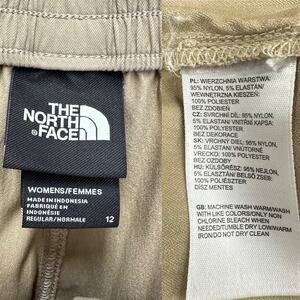 THE
NORTH
FACE
WOMENS/FEMMES
MADE IN INDONESIA
FABRIQUÉ EN
INDONÉSIE
REGULAR/NORMALE 12
PL: WIERZCHNIA WARSTWA:
95% NYLON, 5% ELASTAN/
WEWNĘTRZNA KIESZEŃ:
100% POLIESTER
BEZ ZDOBIEŃ
CZ: SVRCHNÍ DÍL: 95% NYLON,
5% ELASTAN/ VNITŘNÍ KAPSA:
100% POLYESTER
BEZ DEKORACE
SK: VRCHNÝ DIEL: 95% NYLON,
5% ELASTAN/ VNÚTORNÉ
VRECKO: 100% POLYESTER
BEZ OZDOBY
HU: KÜLSŐRÉSZ: 95% NEJLON,
5% ELASZTÁN/ BELSŐ ZSEB:
100% POLIÉSZTER
DÍSZ MENTES
GB: MACHINE WASH WARM/WASH
WITH LIKE COLORS/ONLY NON
CHLORINE BLEACH WHEN
NEEDED/TUMBLE DRY LOW/WARM
IRON/DO NOT DRY CLEAN